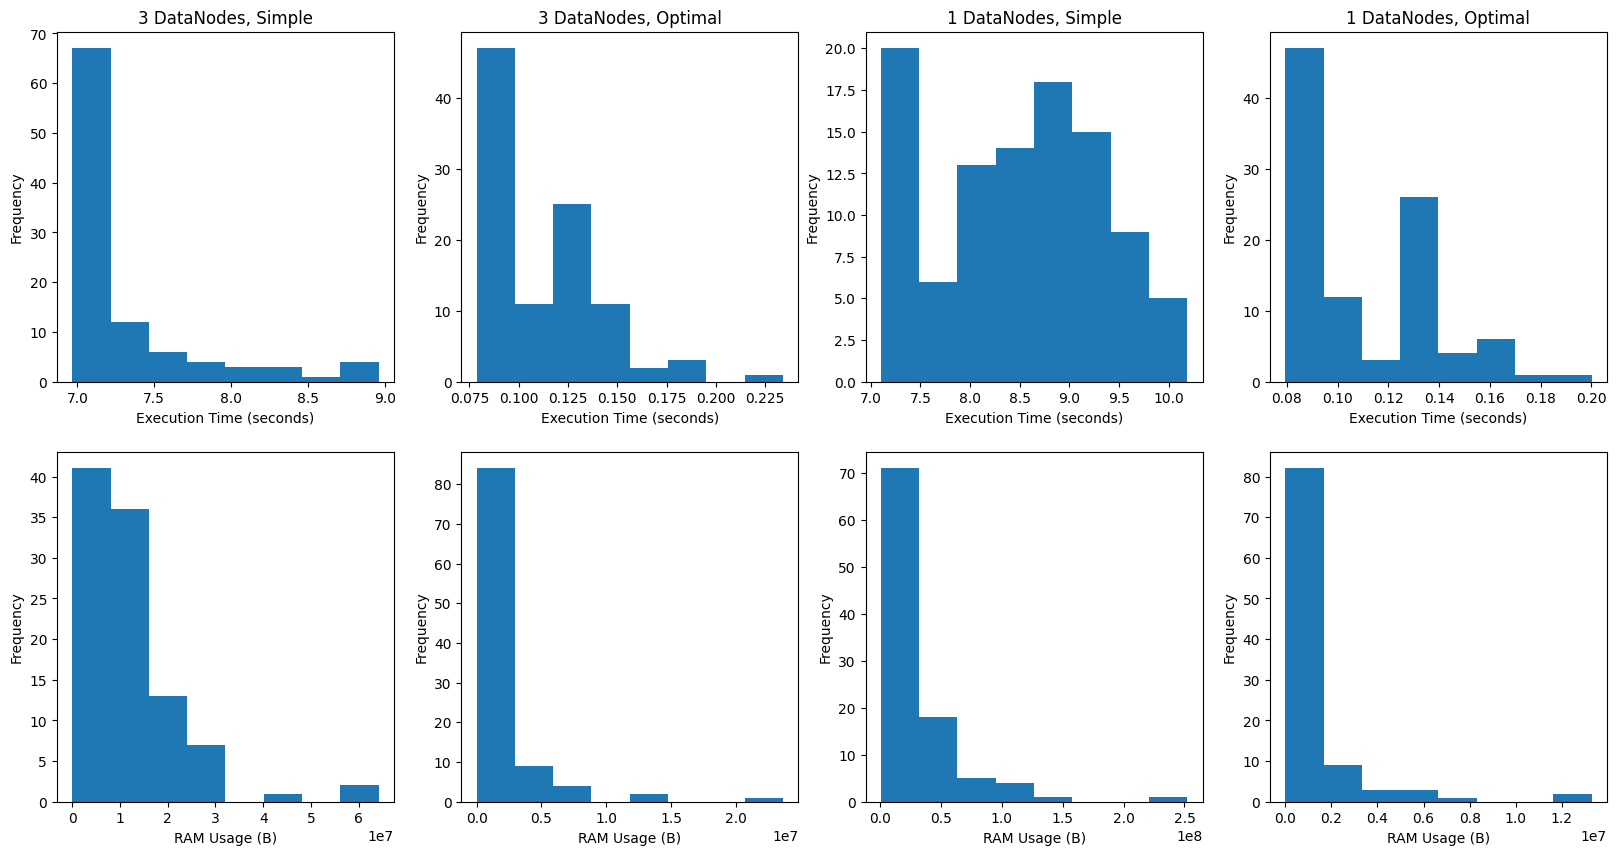 3 DataNodes, Simple
70
60
50
40
30
20
10
0
Frequency
7.0 7.5 8.0 8.5 9.0
Execution Time (seconds)
3 DataNodes, Optimal
40
30
20
10
0
Frequency
0.075 0.100 0.125 0.150 0.175 0.200 0.225
Execution Time (seconds)
1 DataNodes, Simple
20.0
17.5
15.0
12.5
10.0
7.5
5.0
2.5
0.0
Frequency
7.0 7.5 8.0 8.5 9.0 9.5 10.0
Execution Time (seconds)
1 DataNodes, Optimal
40
30
20
10
0
Frequency
0.08 0.10 0.12 0.14 0.16 0.18 0.20
Execution Time (seconds)
40
35
30
25
20
15
10
5
0
Frequency
0 1 2 3 4 5 6
1e7
RAM Usage (B)
80
70
60
50
40
30
20
10
0
Frequency
0.0 0.5 1.0 1.5 2.0
1e7
RAM Usage (B)
70
60
50
40
30
20
10
0
Frequency
0.0 0.5 1.0 1.5 2.0 2.5
1e8
RAM Usage (B)
80
70
60
50
40
30
20
10
0
Frequency
0.0 0.2 0.4 0.6 0.8 1.0 1.2
1e7
RAM Usage (B)